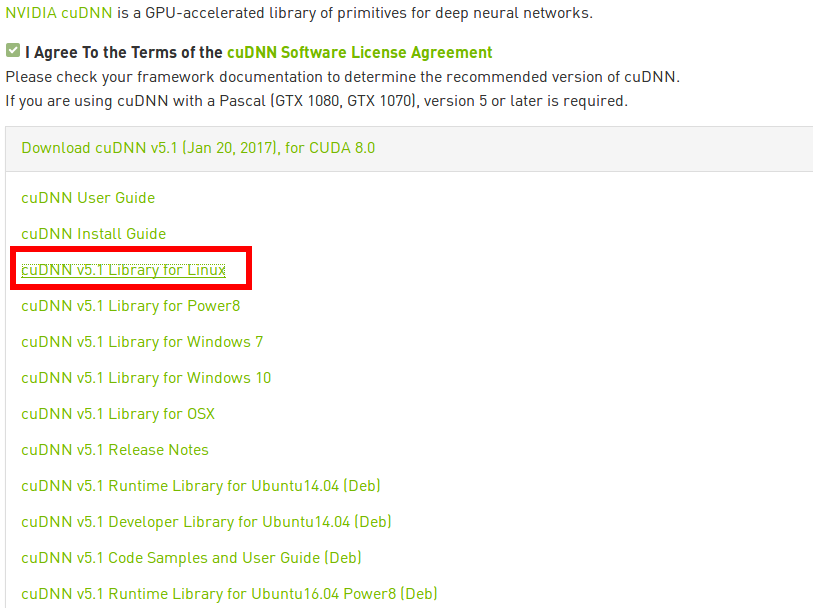 NVIDIA cuDNN is a GPU-accelerated library of primitives for deep neural networks.
I Agree To the Terms of the cuDNN Software License Agreement
Please check your framework documentation to determine the recommended version of cuDNN.
If you are using cuDNN with a Pascal (GTX 1080, GTX 1070), version 5 or later is required.
Download cuDNN v5.1 (Jan 20, 2017), for CUDA 8.0
cuDNN User Guide
cuDNN Install Guide
cuDNN v5.1 Library for Linux
cuDNN v5.1 Library for Power8
cuDNN v5.1 Library for Windows 7
cuDNN v5.1 Library for Windows 10
cuDNN v5.1 Library for OSX
cuDNN v5.1 Release Notes
cuDNN v5.1 Runtime Library for Ubuntu14.04 (Deb)
cuDNN v5.1 Developer Library for Ubuntu14.04 (Deb)
cuDNN v5.1 Code Samples and User Guide (Deb)
cuDNN v5.1 Runtime Library for Ubuntu16.04 Power8 (Deb)